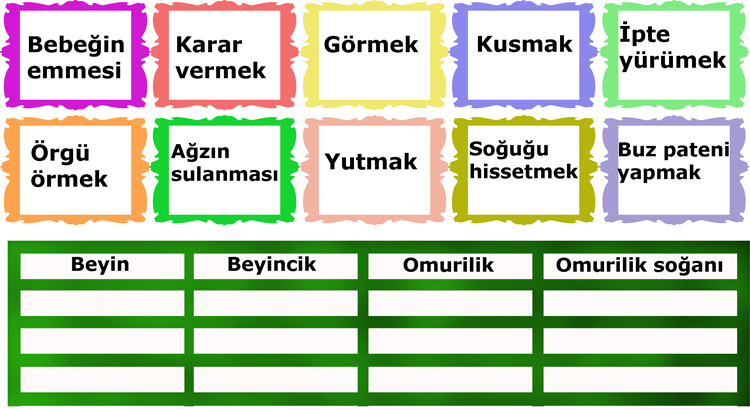 Bebeğin
emmesi
Karar
vermek
Görmek
Kusmak
İpte
yürümek
Örgü
örmek
Ağzın
sulanması
Yutmak
Soğuğu
hissetmek
Buz pateni
yapmak
Beyin
Beyincik
Omurilik
Omurilik soğanı